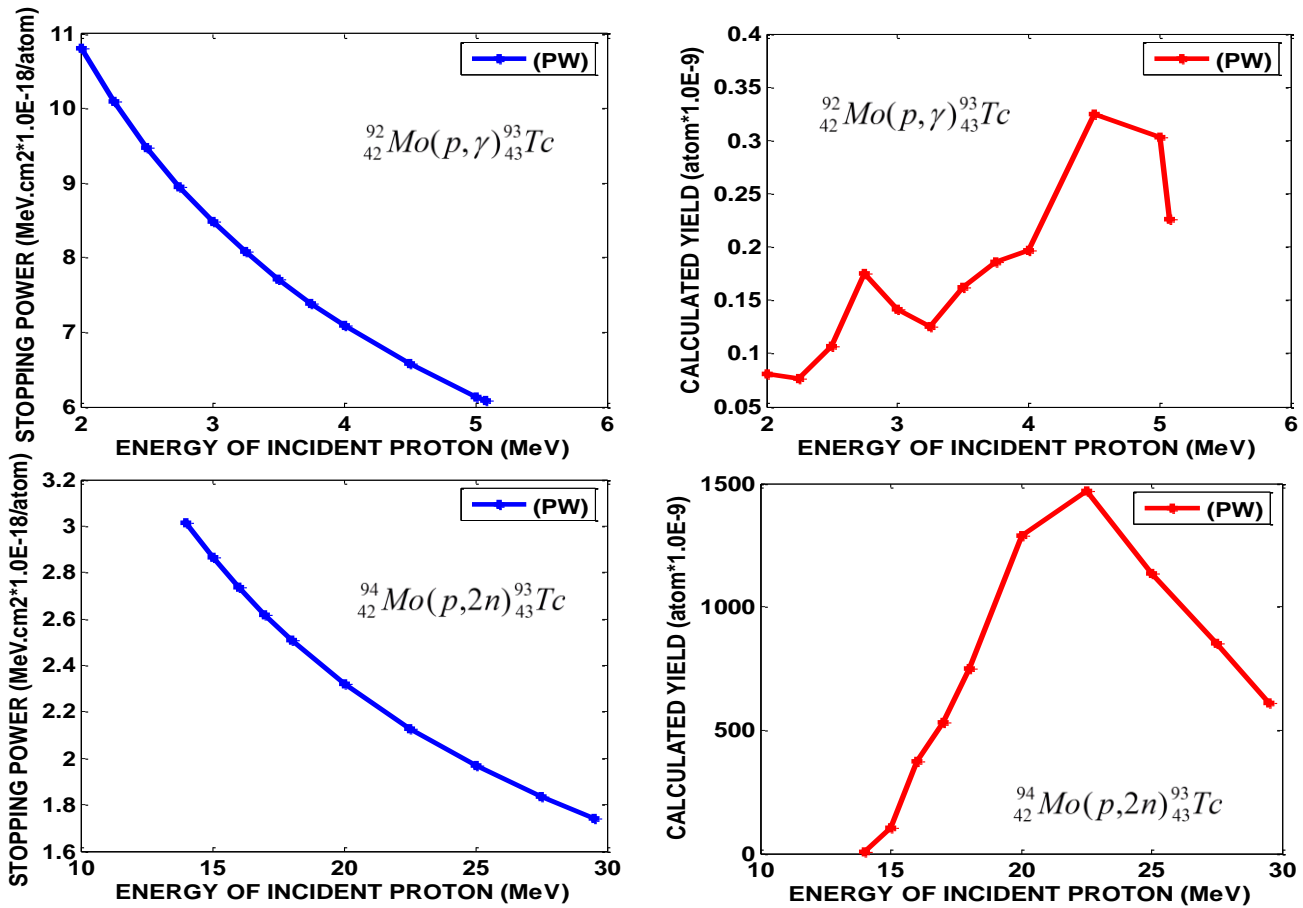 STOPPING POWER (MeV.cm2*1.0E-18/atom)
11
10
9
8
7
6
2
3
4
5
6
ENERGY OF INCIDENT PROTON (MeV)
(PW)
⁹²₄₂Mo(p,γ)⁹³₄₃Tc
CALCULATED YIELD (atom*1.0E-9)
0.4
0.35
0.3
0.25
0.2
0.15
0.1
0.05
2
3
4
5
6
ENERGY OF INCIDENT PROTON (MeV)
(PW)
⁹²₄₂Mo(p,γ)⁹³₄₃Tc
STOPPING POWER (MeV.cm2*1.0E-18/atom)
3.2
3
2.8
2.6
2.4
2.2
2
1.8
1.6
10
15
20
25
30
ENERGY OF INCIDENT PROTON (MeV)
(PW)
⁹⁴₄₂Mo(p,2n)⁹³₄₃Tc
CALCULATED YIELD (atom*1.0E-9)
1500
1000
500
0
10
15
20
25
30
ENERGY OF INCIDENT PROTON (MeV)
(PW)
⁹⁴₄₂Mo(p,2n)⁹³₄₃Tc